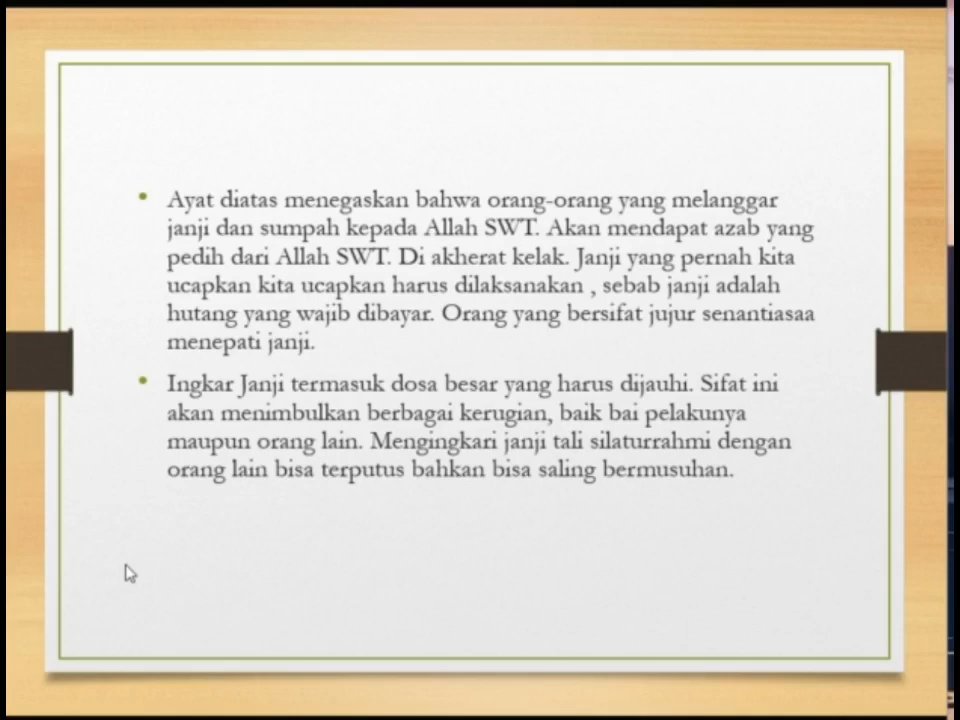 Ayat diatas menegaskan bahwa orang-orang yang melanggar
janji dan sumpah kepada Allah SWT. Akan mendapat azab yang
pedih dari Allah SWT. Di akherat kelak. Janji yang pernah kita
ucapkan kita ucapkan harus dilaksanakan , sebab janji adalah
hutang yang wajib dibayar. Orang yang bersifat jujur senantiasaa
menepati janji.
Ingkar Janji termasuk dosa besar yang harus dijauhi. Sifat ini
akan menimbulkan berbagai kerugian, baik bai pelakunya
maupun orang lain. Mengingkari janji tali silaturrahmi dengan
orang lain bisa terputus bahkan bisa saling bermusuhan.